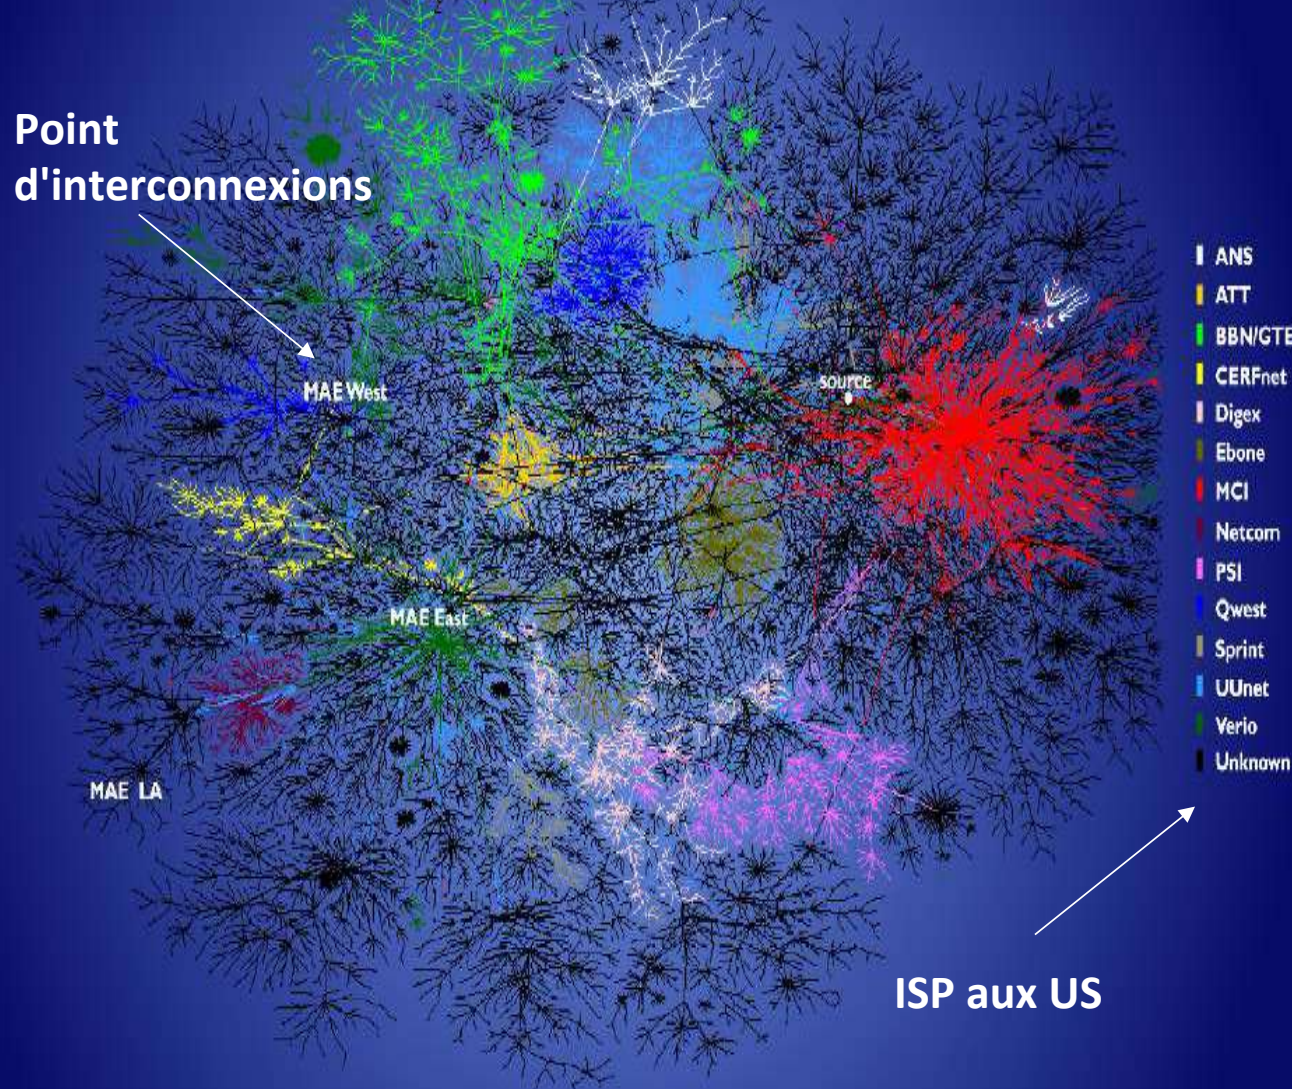 Point
d'interconnexions
MAE West
source
MAE East
MAE LA
ANS
ATT
BBN/GTE
CERFnet
Digex
Ebone
MCI
Netcom
PSI
Qwest
Sprint
UUnet
Verio
Unknown
ISP aux US